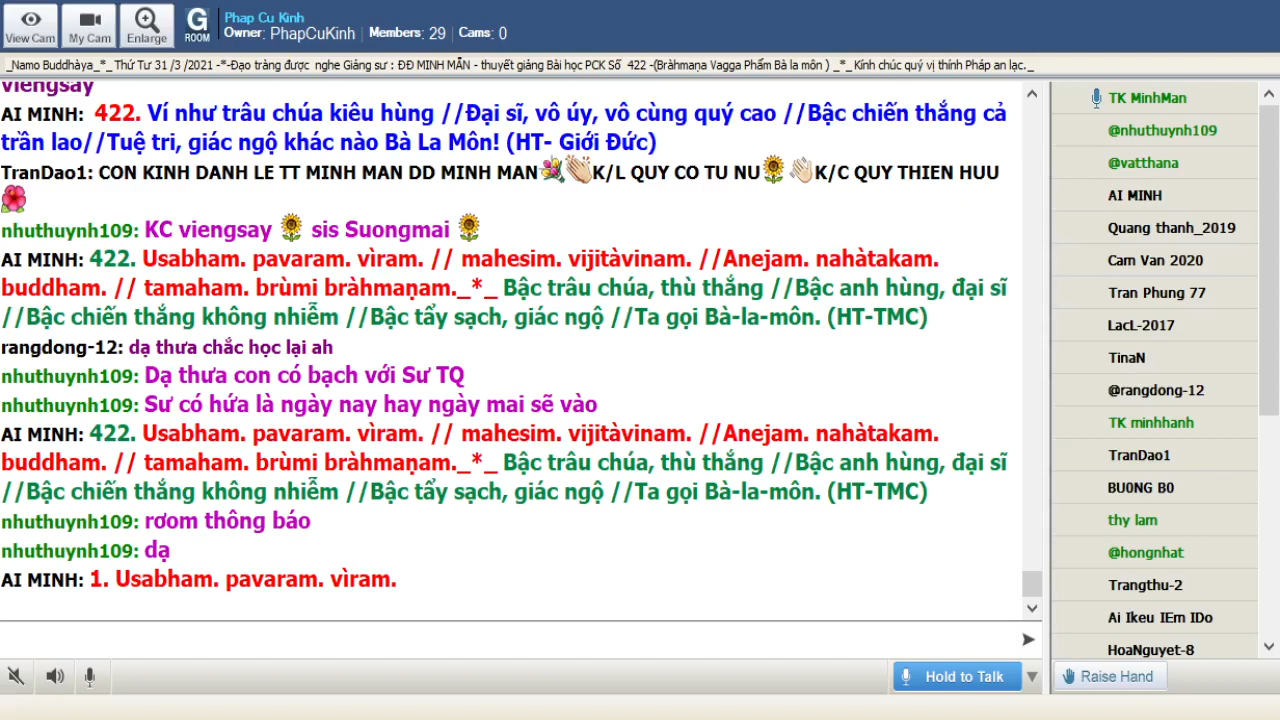 View Cam
My Cam
Enlarge
G
ROOM
Phap Cu Kinh
Owner: PhapCuKinh | Members: 29 | Cams: 0
_Namo Buddhàya_*_ Thứ Tư 31 /3 /2021 -*-Đạo tràng được nghe Giảng sư : ĐĐ MINH MẪN - thuyết giảng Bài học PCK Số 422 -(Bràhmaṇa Vagga Phẩm Bà la môn ) _*_ Kính chúc quý vị thính Pháp an lạc._
viengsay
AI MINH: 422. Ví như trâu chúa kiêu hùng //Đại sĩ, vô úy, vô cùng quý cao //Bậc chiến thắng cả
trần lao//Tuệ tri, giác ngộ khác nào Bà La Môn! (HT- Giới Đức)
TranDao1: CON KINH DANH LE TT MINH MAN DD MINH MAN K/L QUY CO TU NU K/C QUY THIEN HUU
nhuthuynh109: KC viengsay sis Suongmai
AI MINH: 422. Usabham. pavaram. vìram. // mahesim. vijitàvinam. //Anejam. nahàtakam.
buddham. // tamaham. brùmi bràhmaṇam._*_ Bậc trâu chúa, thù thắng //Bậc anh hùng, đại sĩ
//Bậc chiến thắng không nhiễm //Bậc tẩy sạch, giác ngộ //Ta gọi Bà-la-môn. (HT-TMC)
rangdong-12: dạ thưa chắc học lại ah
nhuthuynh109: Dạ thưa con có bạch với Sư TQ
nhuthuynh109: Sư có hứa là ngày nay hay ngày mai sẽ vào
AI MINH: 422. Usabham. pavaram. vìram. // mahesim. vijitàvinam. //Anejam. nahàtakam.
buddham. // tamaham. brùmi bràhmaṇam._*_ Bậc trâu chúa, thù thắng //Bậc anh hùng, đại sĩ
//Bậc chiến thắng không nhiễm //Bậc tẩy sạch, giác ngộ //Ta gọi Bà-la-môn. (HT-TMC)
nhuthuynh109: rơom thông báo
nhuthuynh109: dạ
AI MINH: 1. Usabham. pavaram. vìram.
TK MinhMan
@nhuthuynh109
@vatthana
AI MINH
Quang thanh_2019
Cam Van 2020
Tran Phung 77
LacL-2017
TinaN
@rangdong-12
TK minhhanh
TranDao1
BU0NG B0
thy lam
@hongnhat
Trangthu-2
Ai Ikeu IEm IDo
HoaNguyet-8
Hold to Talk
Raise Hand